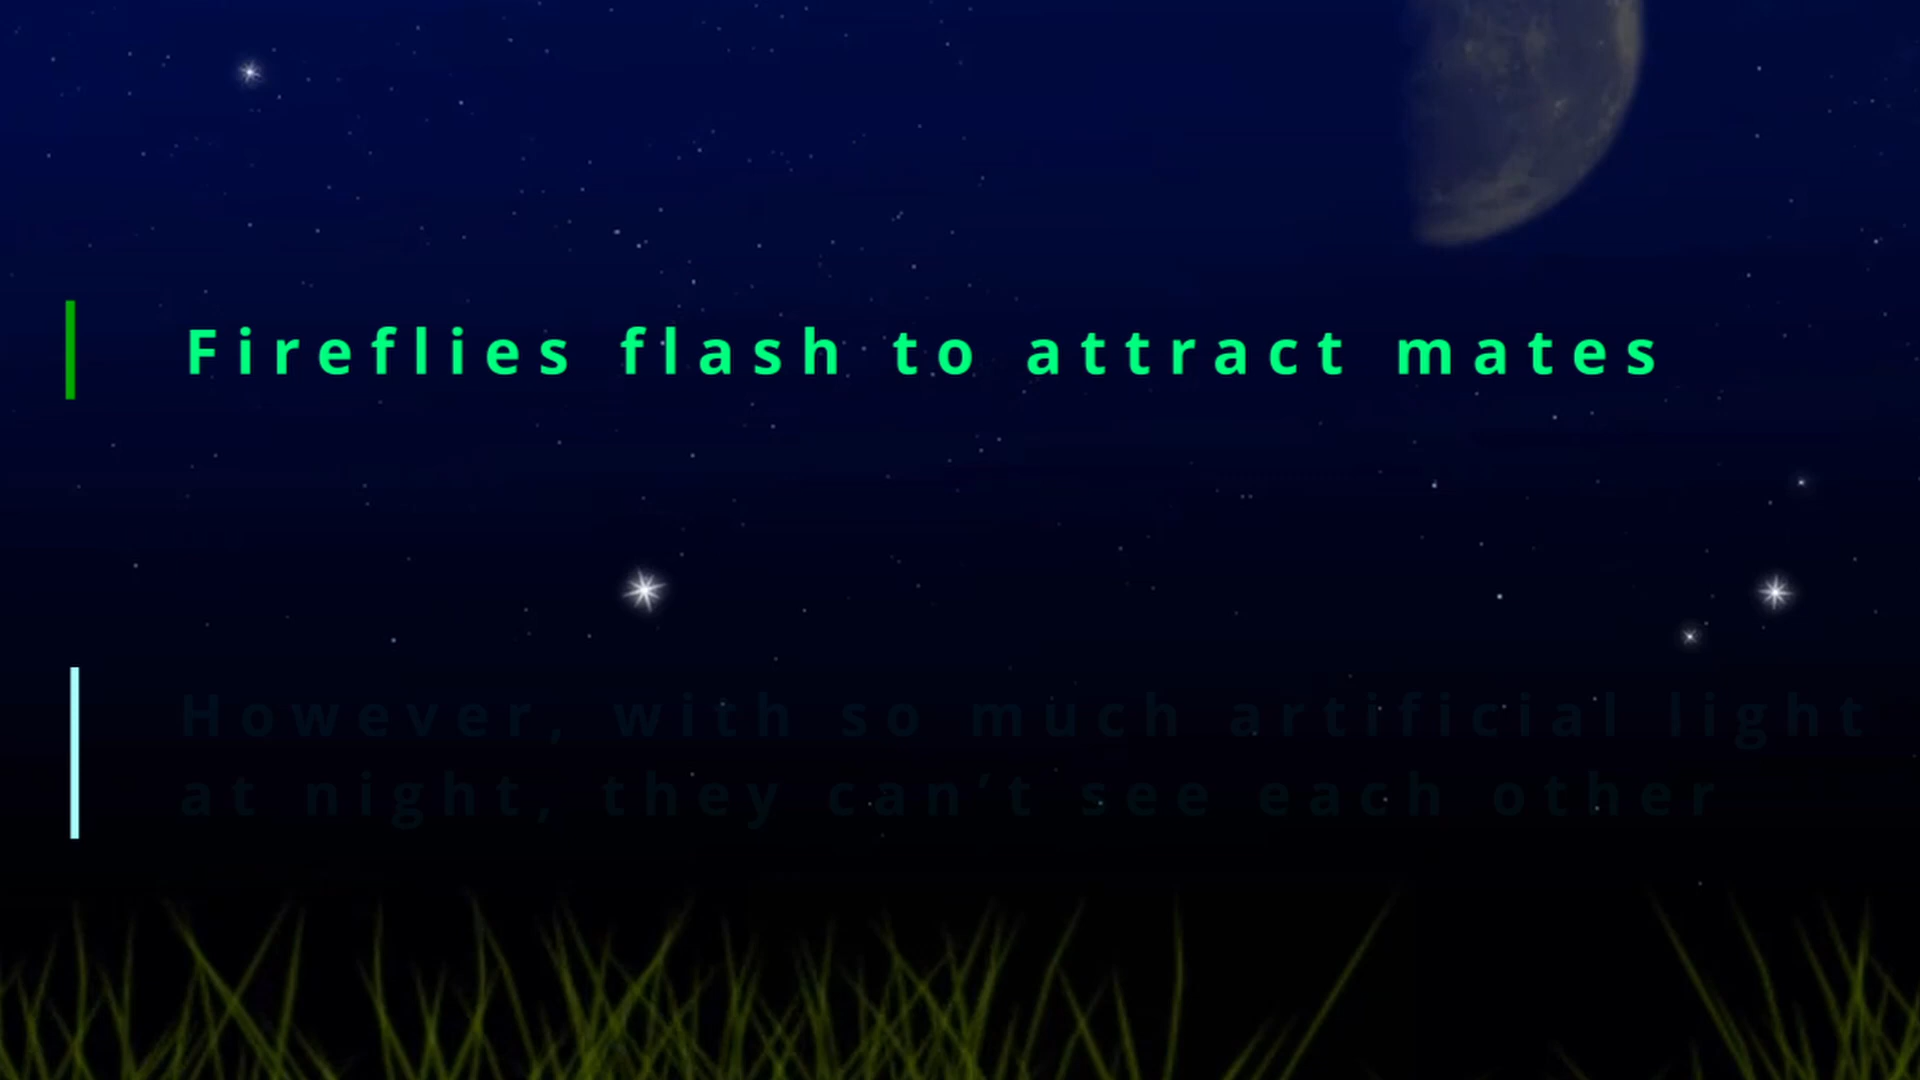 Fireflies flash to attract mates
However, with so much artificial light
at night, they can’t see each other